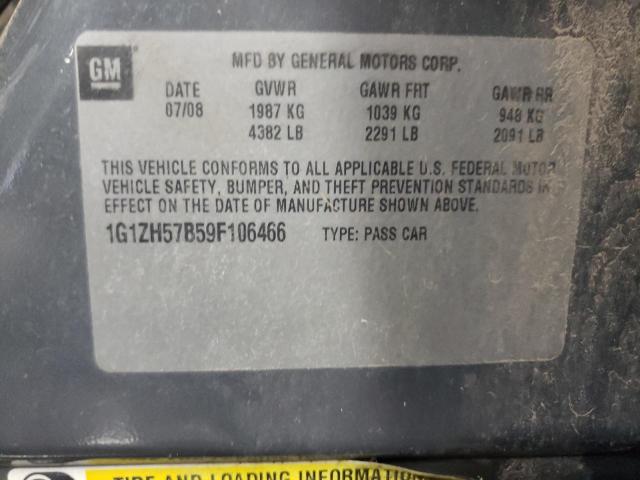 GM
MFD BY GENERAL MOTORS CORP.
DATE GVWR GAWR FRT GAWR RR
07/08 1987 KG 1039 KG 948 KG
4382 LB 2291 LB 2091 LB
THIS VEHICLE CONFORMS TO ALL APPLICABLE U.S. FEDERAL MOTOR
VEHICLE SAFETY, BUMPER, AND THEFT PREVENTION STANDARDS IN
EFFECT ON THE DATE OF MANUFACTURE SHOWN ABOVE.
1G1ZH57B59F106466 TYPE: PASS CAR
TIRE AND LOADING INFORMATION